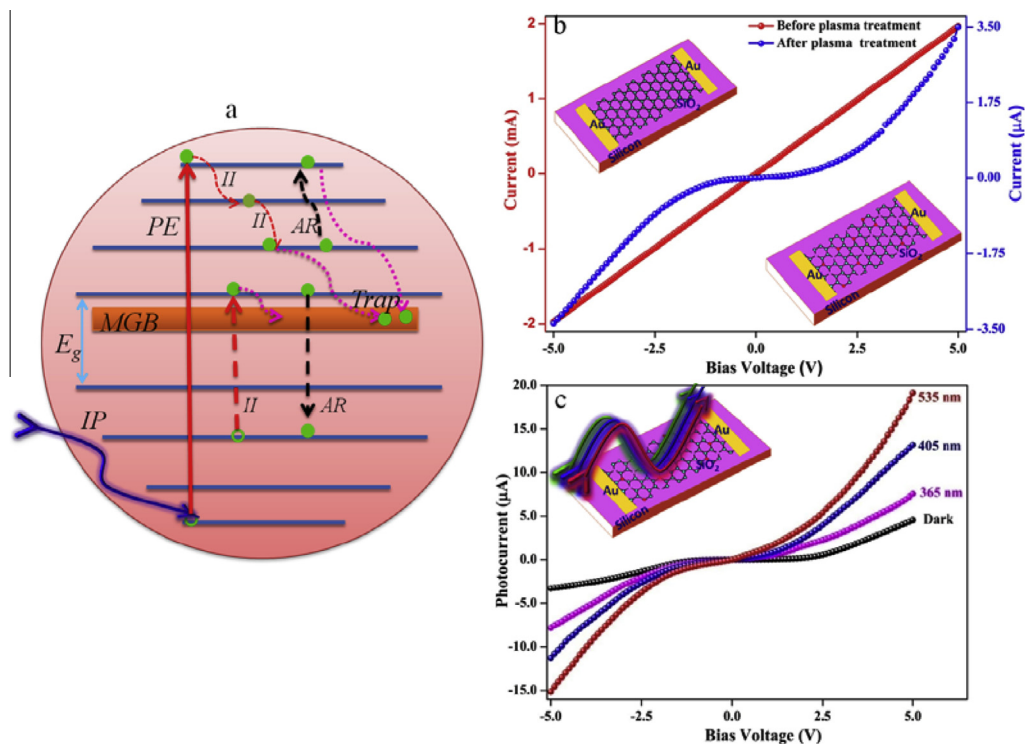 a
II
PE
II
AR
Trap
MGB
E_g
IP
II
AR
b
Before plasma treatment
After plasma treatment
Au
SiO2
Au
Silicon
Au
SiO2
Au
Silicon
Current (mA)
2
1
0
-1
-2
Current (μA)
3.50
1.75
0.00
-1.75
-3.50
-5.0 -2.5 0.0 2.5 5.0
Bias Voltage (V)
c
Au
SiO2
Au
Silicon
535 nm
405 nm
365 nm
Dark
Photocurrent (μA)
20.0
15.0
10.0
5.0
0.0
-5.0
-10.0
-15.0
-5.0 -2.5 0.0 2.5 5.0
Bias Voltage (V)